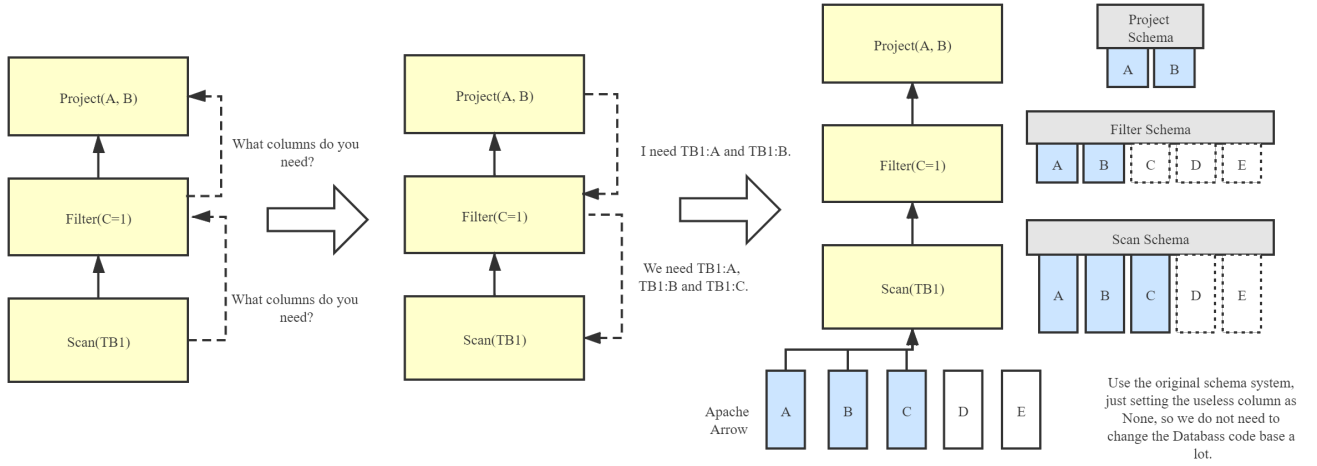 Project(A, B)
What columns do you
need?
Filter(C=1)
What columns do you
need?
Scan(TB1)
Project(A, B)
I need TB1:A and TB1:B.
Filter(C=1)
We need TB1:A,
TB1:B and TB1:C.
Scan(TB1)
Project(A, B)
Filter(C=1)
Scan(TB1)
Apache
Arrow
A B C D E
Project
Schema
A B
Filter Schema
A B C D E
Scan Schema
A B C D E
Use the original schema system,
just setting the useless column as
None, so we do not need to
change the Databass code base a
lot.